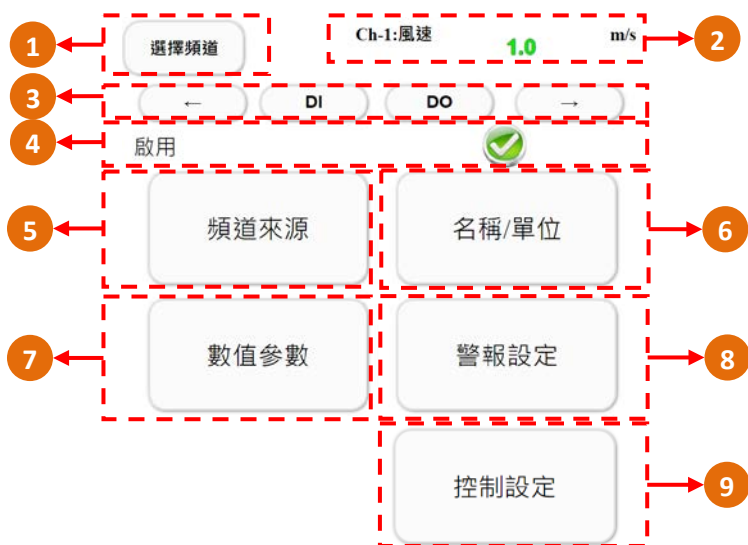 1 選擇頻道 Ch-1:風速 1.0 m/s 2
3 ← DI DO →
4 啟用
5 頻道來源 名稱/單位 6
7 數值參數 警報設定 8
控制設定 9